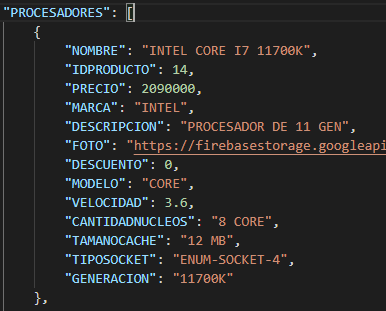 "PROCESADORES": [
{
"NOMBRE": "INTEL CORE I7 11700K",
"IDPRODUCTO": 14,
"PRECIO": 2090000,
"MARCA": "INTEL",
"DESCRIPCION": "PROCESADOR DE 11 GEN",
"FOTO": "https://firebasestorage.googleapi
"DESCUENTO": 0,
"MODELO": "CORE",
"VELOCIDAD": 3.6,
"CANTIDADNUCLEOS": "8 CORE",
"TAMANOCACHE": "12 MB",
"TIPOSOCKET": "ENUM-SOCKET-4",
"GENERACION": "11700K"
},